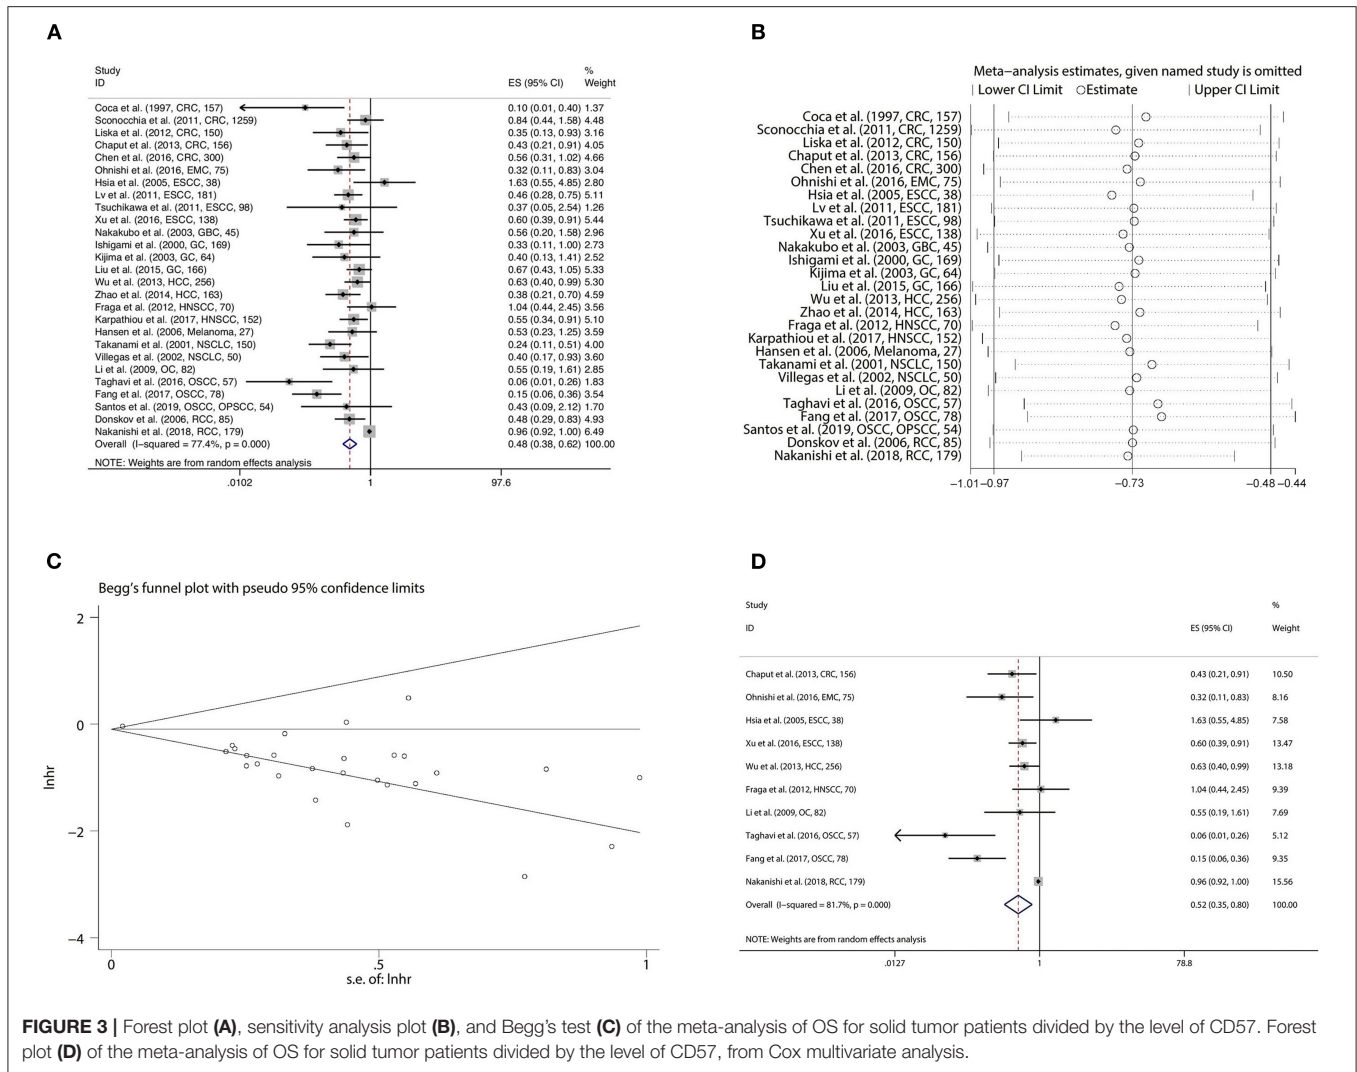 A
Study %
ID ES (95% CI) Weight
Coca et al. (1997, CRC, 157) 0.10 (0.01, 0.40) 1.37
Sconocchia et al. (2011, CRC, 1259) 0.84 (0.44, 1.58) 4.48
Liska et al. (2012, CRC, 150) 0.35 (0.13, 0.93) 3.16
Chaput et al. (2013, CRC, 156) 0.43 (0.21, 0.91) 4.05
Chen et al. (2016, CRC, 300) 0.56 (0.31, 1.02) 4.66
Ohnishi et al. (2016, EMC, 75) 0.32 (0.11, 0.83) 3.04
Hsia et al. (2005, ESCC, 38) 1.63 (0.55, 4.85) 2.80
Lv et al. (2011, ESCC, 181) 0.46 (0.28, 0.75) 5.11
Tsuchikawa et al. (2011, ESCC, 98) 0.37 (0.05, 2.54) 1.26
Xu et al. (2016, ESCC, 138) 0.60 (0.39, 0.91) 5.44
Nakakubo et al. (2003, GBC, 45) 0.56 (0.20, 1.58) 2.96
Ishigami et al. (2000, GC, 169) 0.33 (0.11, 1.00) 2.73
Kijima et al. (2003, GC, 64) 0.40 (0.13, 1.41) 2.52
Liu et al. (2015, GC, 166) 0.67 (0.43, 1.05) 5.33
Wu et al. (2013, HCC, 256) 0.63 (0.40, 0.99) 5.30
Zhao et al. (2014, HCC, 163) 0.38 (0.21, 0.70) 4.59
Fraga et al. (2012, HNSCC, 70) 1.04 (0.44, 2.45) 3.56
Karpathiou et al. (2017, HNSCC, 152) 0.55 (0.34, 0.91) 5.10
Hansen et al. (2006, Melanoma, 27) 0.53 (0.23, 1.25) 3.59
Takanami et al. (2001, NSCLC, 150) 0.24 (0.11, 0.51) 4.00
Villegas et al. (2002, NSCLC, 50) 0.40 (0.17, 0.93) 3.60
Li et al. (2009, OC, 82) 0.55 (0.19, 1.61) 2.85
Taghavi et al. (2016, OSCC, 57) 0.06 (0.01, 0.26) 1.83
Fang et al. (2017, OSCC, 78) 0.15 (0.06, 0.36) 3.54
Santos et al. (2019, OSCC, OPSCC, 54) 0.43 (0.09, 2.12) 1.70
Donskov et al. (2006, RCC, 85) 0.48 (0.29, 0.83) 4.93
Nakanishi et al. (2018, RCC, 179) 0.96 (0.92, 1.00) 6.49
Overall (I-squared = 77.4%, p = 0.000) 0.48 (0.38, 0.62) 100.00
NOTE: Weights are from random effects analysis
.0102 1 97.6
B
Meta-analysis estimates, given named study is omitted
Lower CI Limit Estimate Upper CI Limit
Coca et al. (1997, CRC, 157)
Sconocchia et al. (2011, CRC, 1259)
Liska et al. (2012, CRC, 150)
Chaput et al. (2013, CRC, 156)
Chen et al. (2016, CRC, 300)
Ohnishi et al. (2016, EMC, 75)
Hsia et al. (2005, ESCC, 38)
Lv et al. (2011, ESCC, 181)
Tsuchikawa et al. (2011, ESCC, 98)
Xu et al. (2016, ESCC, 138)
Nakakubo et al. (2003, GBC, 45)
Ishigami et al. (2000, GC, 169)
Kijima et al. (2003, GC, 64)
Liu et al. (2015, GC, 166)
Wu et al. (2013, HCC, 256)
Zhao et al. (2014, HCC, 163)
Fraga et al. (2012, HNSCC, 70)
Karpathiou et al. (2017, HNSCC, 152)
Hansen et al. (2006, Melanoma, 27)
Takanami et al. (2001, NSCLC, 150)
Villegas et al. (2002, NSCLC, 50)
Li et al. (2009, OC, 82)
Taghavi et al. (2016, OSCC, 57)
Fang et al. (2017, OSCC, 78)
Santos et al. (2019, OSCC, OPSCC, 54)
Donskov et al. (2006, RCC, 85)
Nakanishi et al. (2018, RCC, 179)
-1.01 -0.97 -0.73 -0.48 -0.44
C
Begg's funnel plot with pseudo 95% confidence limits
2
0
-2
-4
lnhr
0 .5 1
s.e. of: lnhr
D
Study %
ID ES (95% CI) Weight
Chaput et al. (2013, CRC, 156) 0.43 (0.21, 0.91) 10.50
Ohnishi et al. (2016, EMC, 75) 0.32 (0.11, 0.83) 8.16
Hsia et al. (2005, ESCC, 38) 1.63 (0.55, 4.85) 7.58
Xu et al. (2016, ESCC, 138) 0.60 (0.39, 0.91) 13.47
Wu et al. (2013, HCC, 256) 0.63 (0.40, 0.99) 13.18
Fraga et al. (2012, HNSCC, 70) 1.04 (0.44, 2.45) 9.39
Li et al. (2009, OC, 82) 0.55 (0.19, 1.61) 7.69
Taghavi et al. (2016, OSCC, 57) 0.06 (0.01, 0.26) 5.12
Fang et al. (2017, OSCC, 78) 0.15 (0.06, 0.36) 9.35
Nakanishi et al. (2018, RCC, 179) 0.96 (0.92, 1.00) 15.56
Overall (I-squared = 81.7%, p = 0.000) 0.52 (0.35, 0.80) 100.00
NOTE: Weights are from random effects analysis
.0127 1 78.8
FIGURE 3 | Forest plot (A), sensitivity analysis plot (B), and Begg's test (C) of the meta-analysis of OS for solid tumor patients divided by the level of CD57. Forest
plot (D) of the meta-analysis of OS for solid tumor patients divided by the level of CD57, from Cox multivariate analysis.